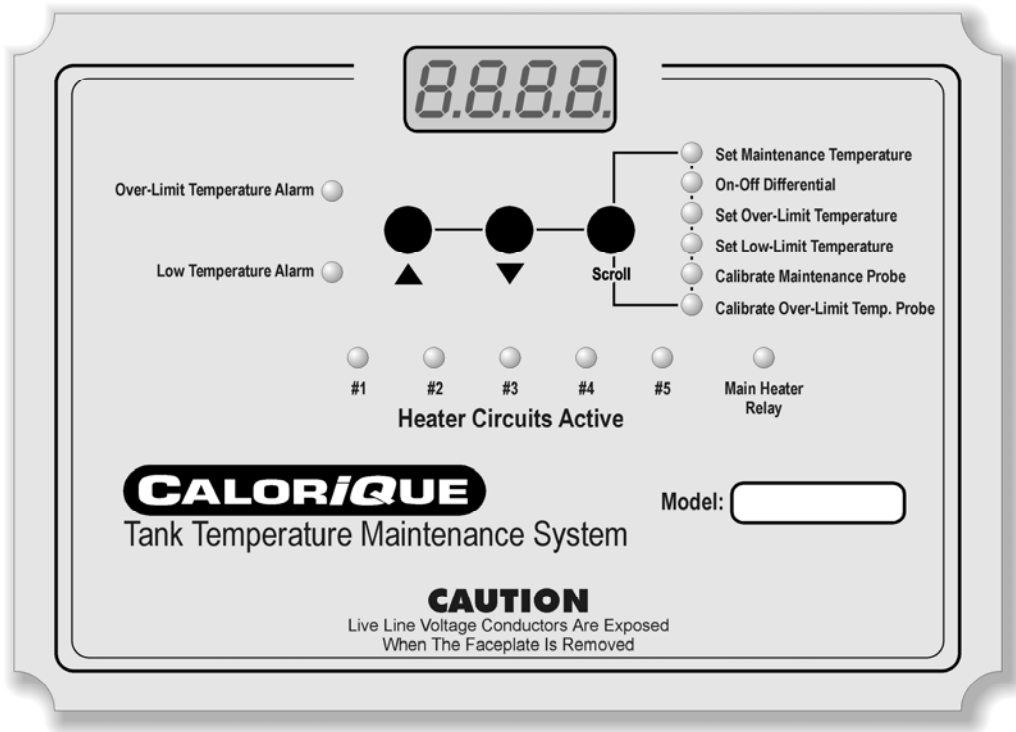 8.8.8.8.
Set Maintenance Temperature
On-Off Differential
Set Over-Limit Temperature
Set Low-Limit Temperature
Calibrate Maintenance Probe
Calibrate Over-Limit Temp. Probe
Over-Limit Temperature Alarm
Low Temperature Alarm
▲ ▼ Scroll
#1 #2 #3 #4 #5 Main Heater
Relay
Heater Circuits Active
CALORIQUE
Tank Temperature Maintenance System
Model:
CAUTION
Live Line Voltage Conductors Are Exposed
When The Faceplate Is Removed